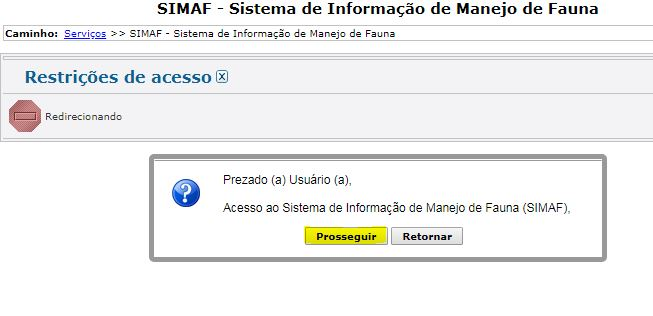 SIMAF - Sistema de Informação de Manejo de Fauna
Caminho: Serviços >> SIMAF - Sistema de Informação de Manejo de Fauna
Restrições de acesso x
Redirecionando
Prezado (a) Usuário (a),
Acesso ao Sistema de Informação de Manejo de Fauna (SIMAF),
Prosseguir Retornar